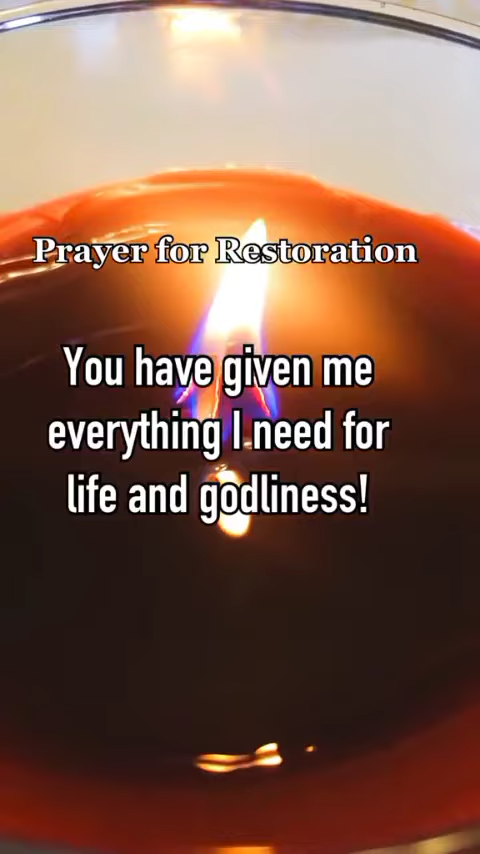 Prayer for Restoration
You have given me
everything I need for
life and godliness!